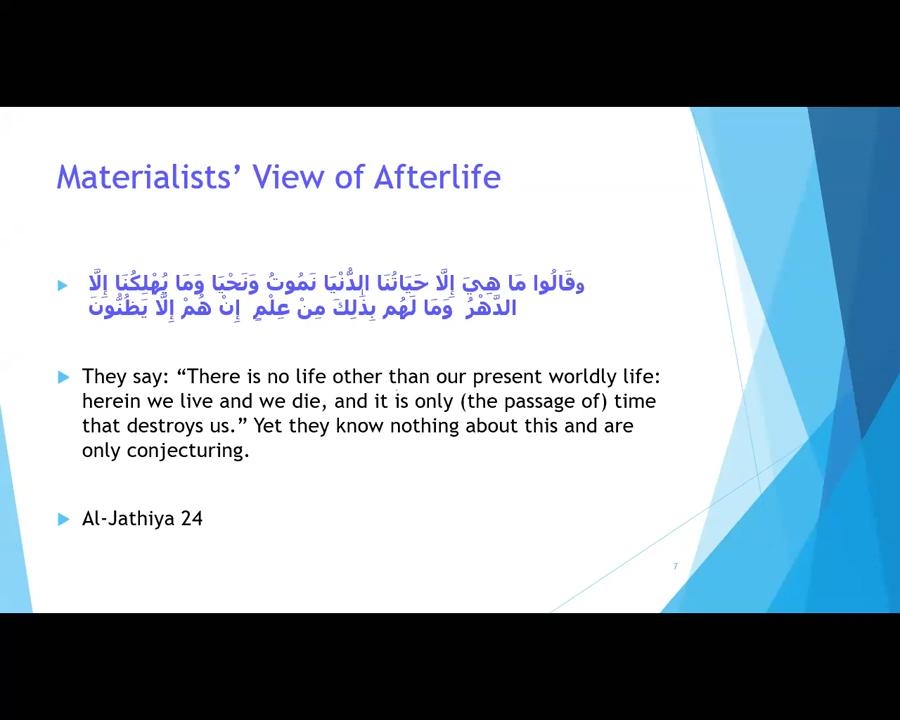 Materialists’ View of Afterlife
وقَالُوا مَا هِيَ إِلَّا حَيَاتُنَا الدُّنْيَا نَمُوتُ وَنَحْيَا وَمَا يُهْلِكُنَا إِلَّا
الدَّهْرُ ۚ وَمَا لَهُم بِذَٰلِكَ مِنْ عِلْمٍ ۖ إِنْ هُمْ إِلَّا يَظُنُّونَ
They say: “There is no life other than our present worldly life:
herein we live and we die, and it is only (the passage of) time
that destroys us.” Yet they know nothing about this and are
only conjecturing.
Al-Jathiya 24
7